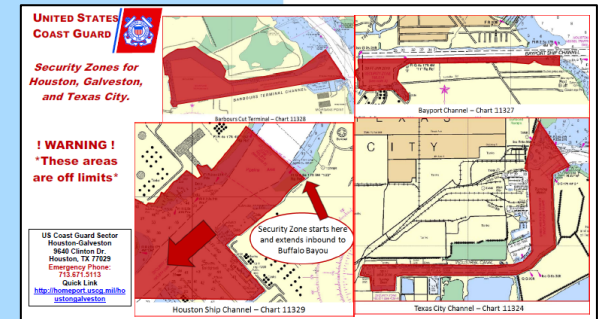 UNITED STATES
COAST GUARD
Security Zones for
Houston, Galveston,
and Texas City.
! WARNING !
*These areas
are off limits*
US Coast Guard Sector
Houston-Galveston
9640 Clinton Dr.
Houston, TX 77029
Emergency Phone:
713.671.5113
Quick Link
http://homeport.uscg.mil/ho
ustongalveston
BARBOURS TERMINAL CHANNEL
Barbours Cut Terminal – Chart 11328
BAYPORT SHIP CHANNEL
Bayport Channel – Chart 11327
Security Zone starts here
and extends inbound to
Buffalo Bayou
Houston Ship Channel – Chart 11329
T E X A S
C I T Y
Texas City Channel – Chart 11324